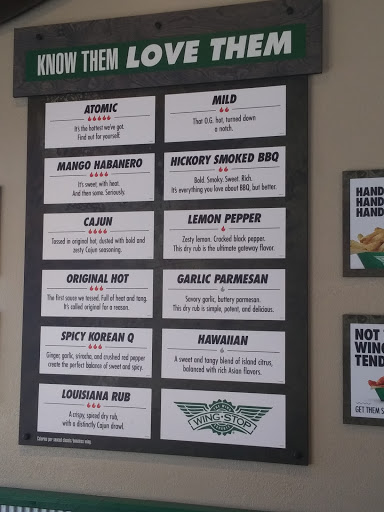 KNOW THEM LOVE THEM
ATOMIC
It's the hottest we've got.
Find out for yourself.
MILD
That O.G. hot, turned down
a notch.
MANGO HABANERO
It's sweet, with heat.
And then some. Seriously.
HICKORY SMOKED BBQ
Bold. Smoky. Sweet. Rich.
It's everything you love about BBQ, but better.
CAJUN
Tossed in original hot, dusted with bold and
zesty Cajun seasoning.
LEMON PEPPER
Zesty lemon. Cracked black pepper.
This dry rub is the ultimate gateway flavor.
ORIGINAL HOT
The first sauce we tossed. Full of heat and tang.
It's called original for a reason.
GARLIC PARMESAN
Savory garlic, buttery parmesan.
This dry rub is simple, potent, and delicious.
SPICY KOREAN Q
Ginger, garlic, sriracha, and crushed red pepper
create the perfect balance of sweet and spicy.
HAWAIIAN
A sweet and tangy blend of island citrus,
balanced with rich Asian flavors.
LOUISIANA RUB
A crispy, spiced dry rub,
with a distinctly Cajun drawl.
WING·STOP
HAND
HAND
HAND
NOT
WING
TEND
GET THEM S